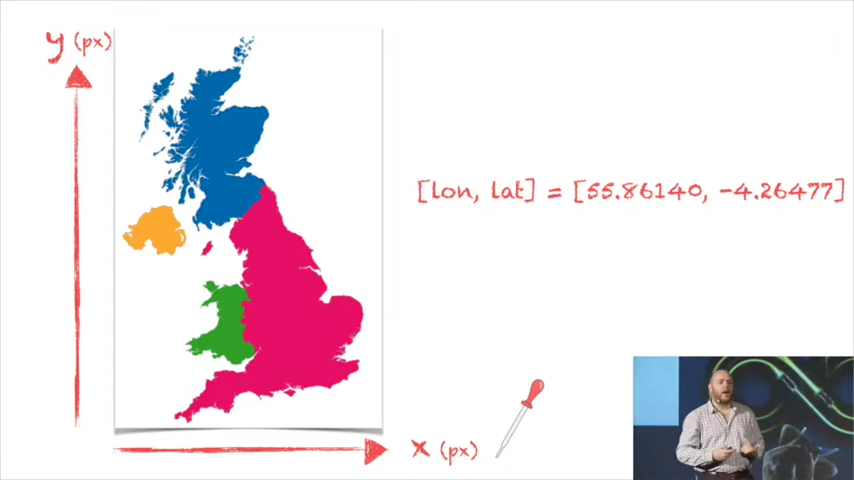 y (px)
[lon, lat] = [55.86140, -4.26477]
x (px)